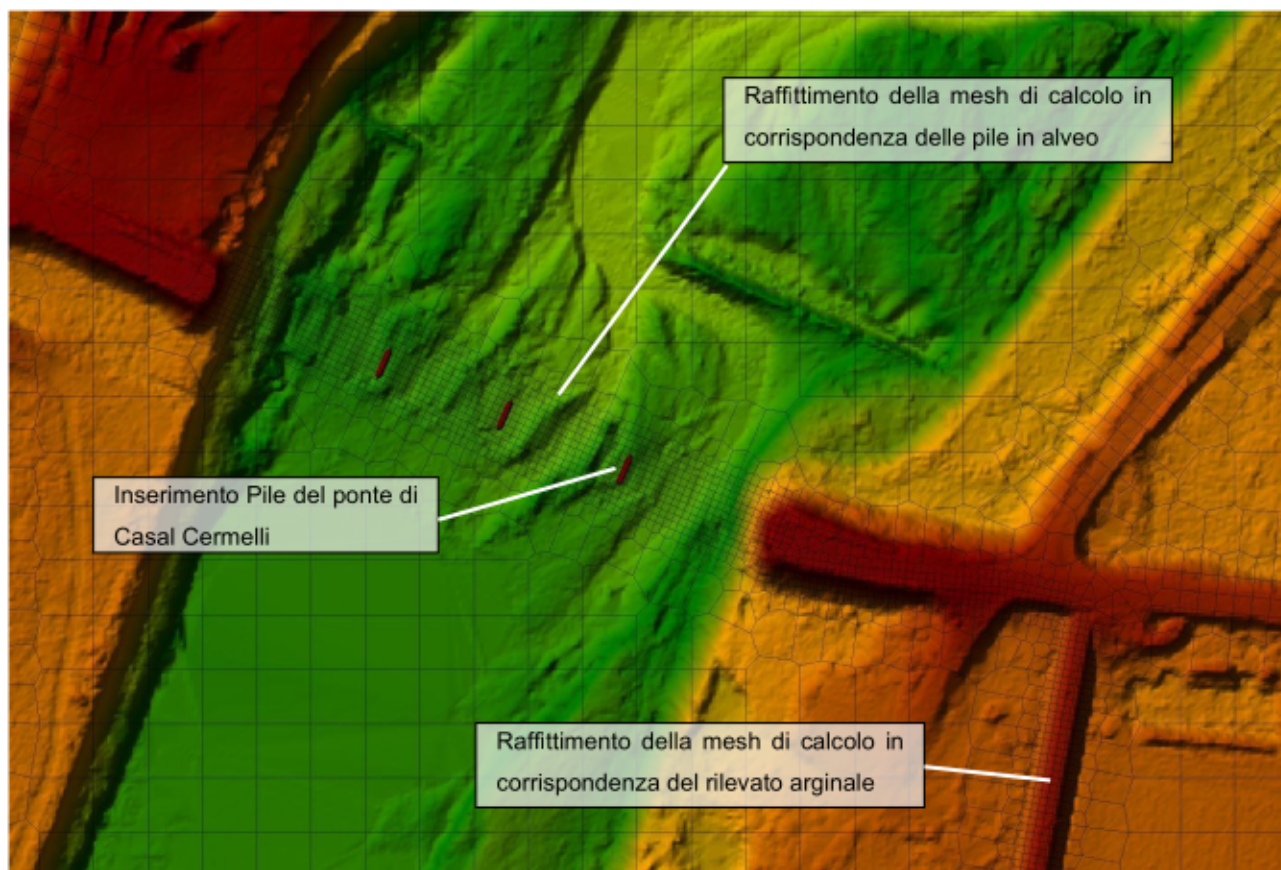 Raffittimento della mesh di calcolo in
corrispondenza delle pile in alveo
Inserimento Pile del ponte di
Casal Cermelli
Raffittimento della mesh di calcolo in
corrispondenza del rilevato arginale